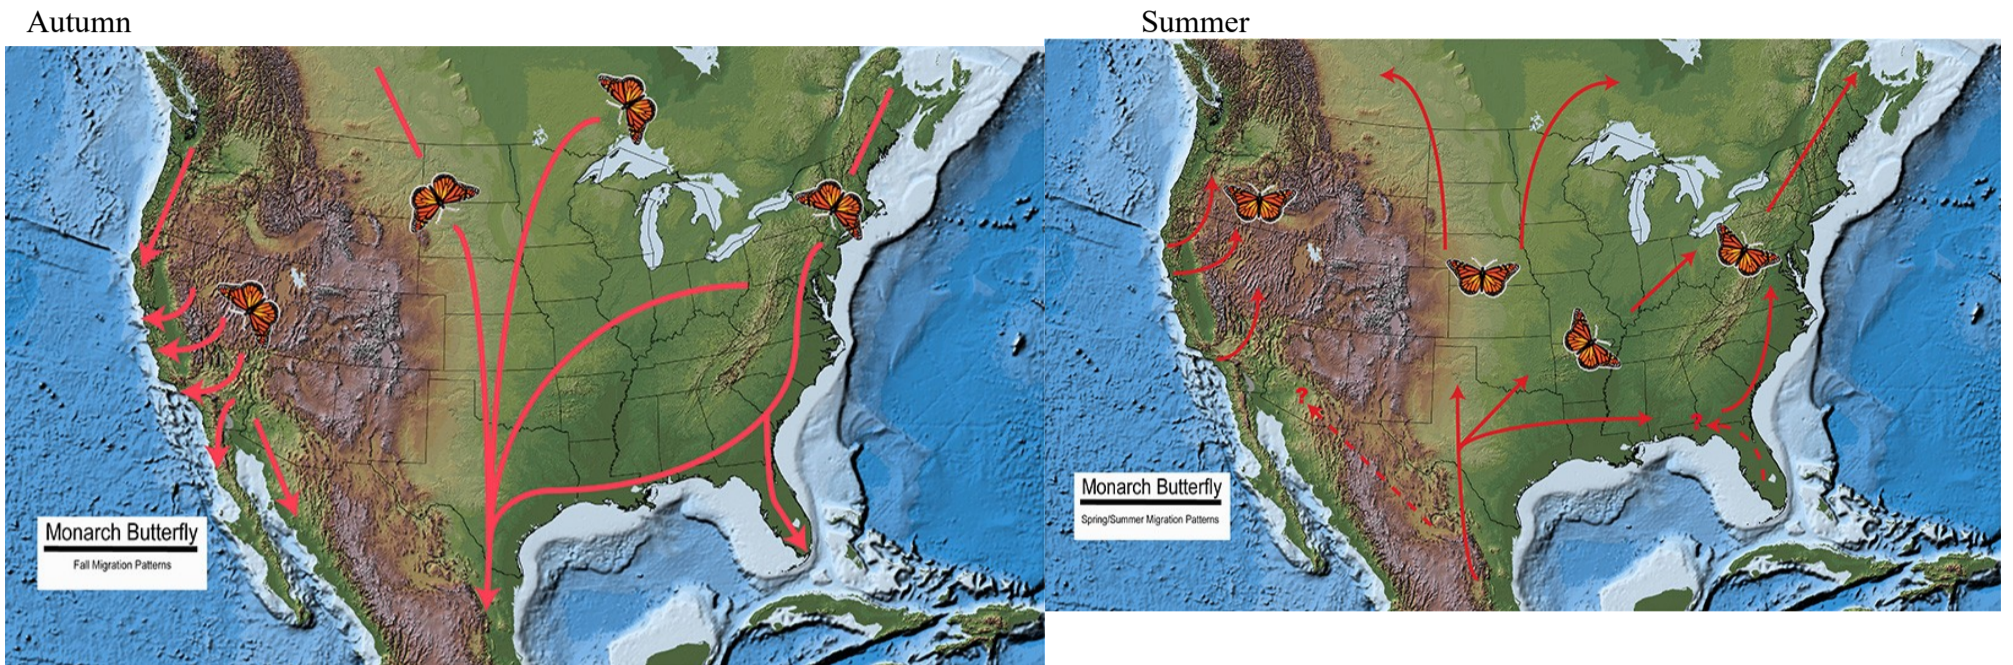 Autumn
Summer
Monarch Butterfly
Fall Migration Patterns
?
?
Monarch Butterfly
Spring/Summer Migration Patterns